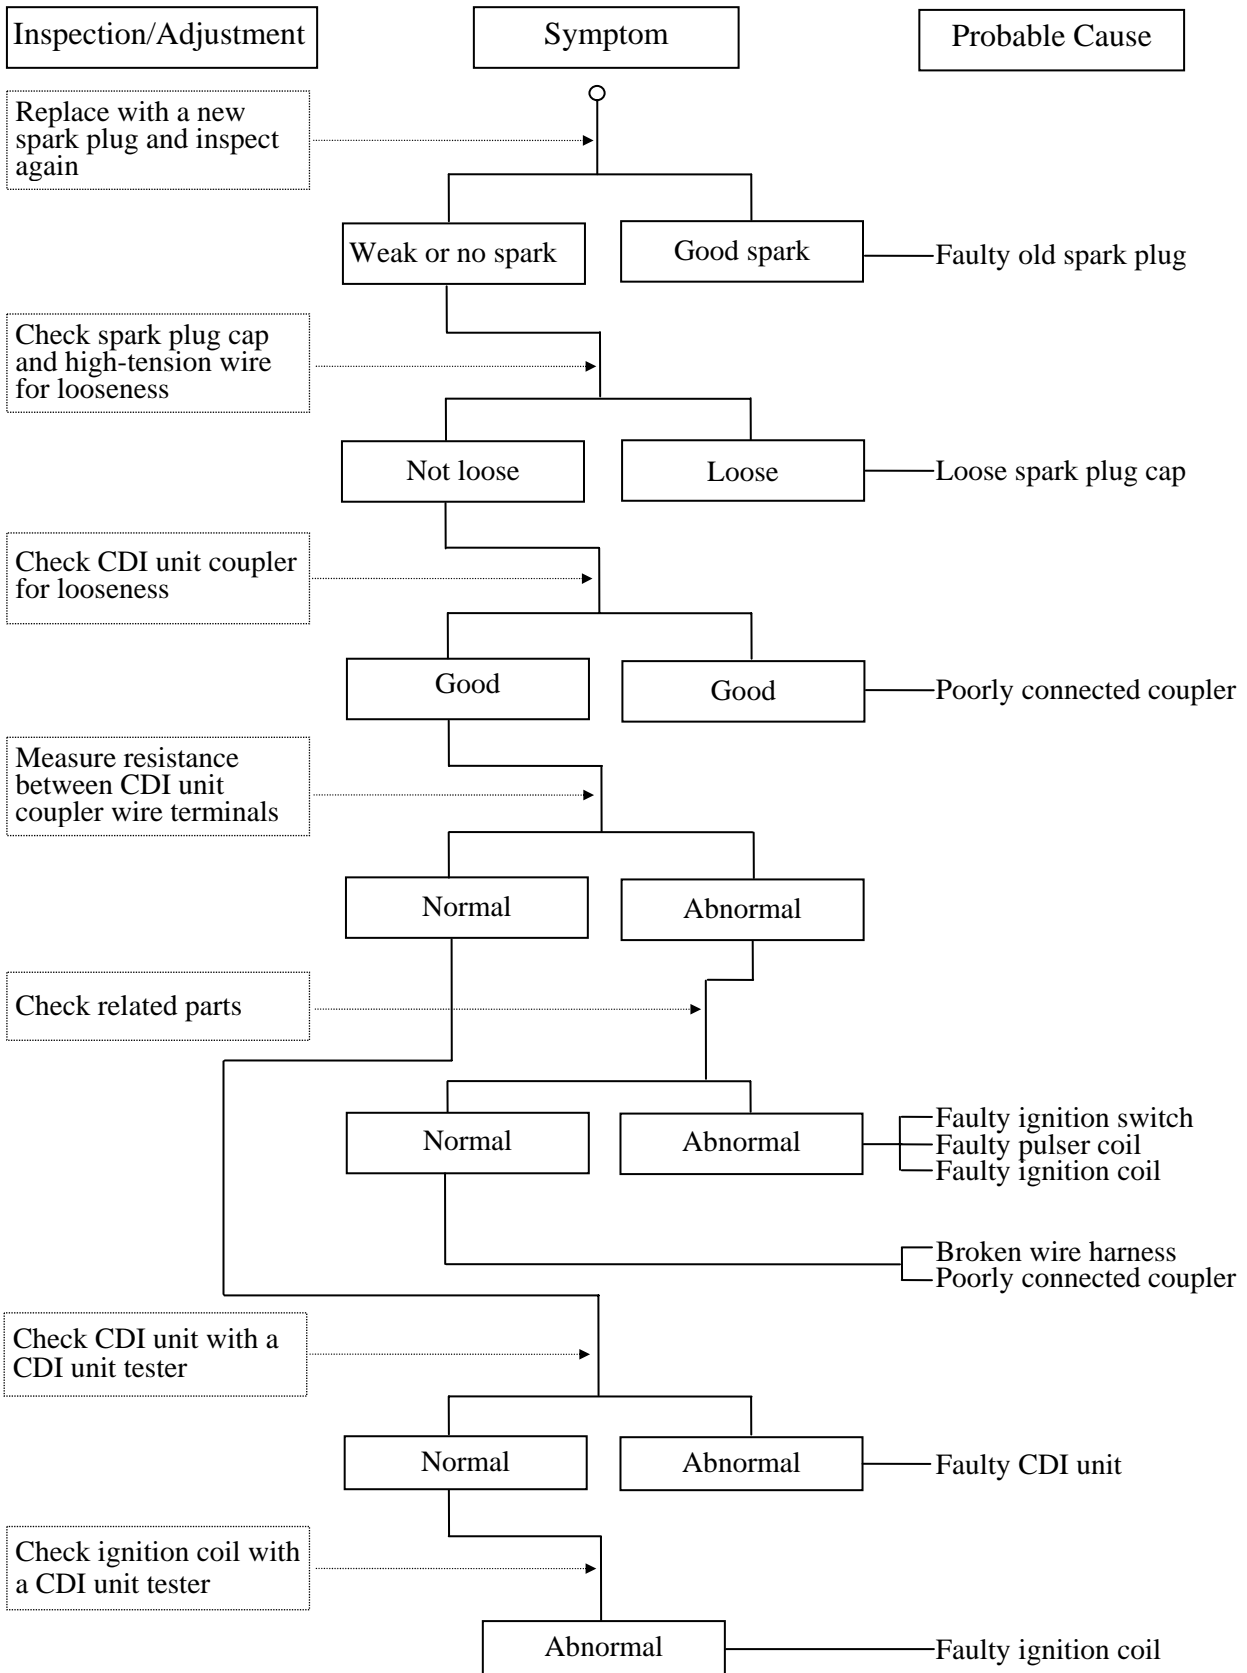 Inspection/Adjustment
Symptom
Probable Cause
Replace with a new
spark plug and inspect
again
Weak or no spark
Good spark
Faulty old spark plug
Check spark plug cap
and high-tension wire
for looseness
Not loose
Loose
Loose spark plug cap
Check CDI unit coupler
for looseness
Good
Good
Poorly connected coupler
Measure resistance
between CDI unit
coupler wire terminals
Normal
Abnormal
Check related parts
Normal
Abnormal
Faulty ignition switch
Faulty pulser coil
Faulty ignition coil
Broken wire harness
Poorly connected coupler
Check CDI unit with a
CDI unit tester
Normal
Abnormal
Faulty CDI unit
Check ignition coil with
a CDI unit tester
Abnormal
Faulty ignition coil